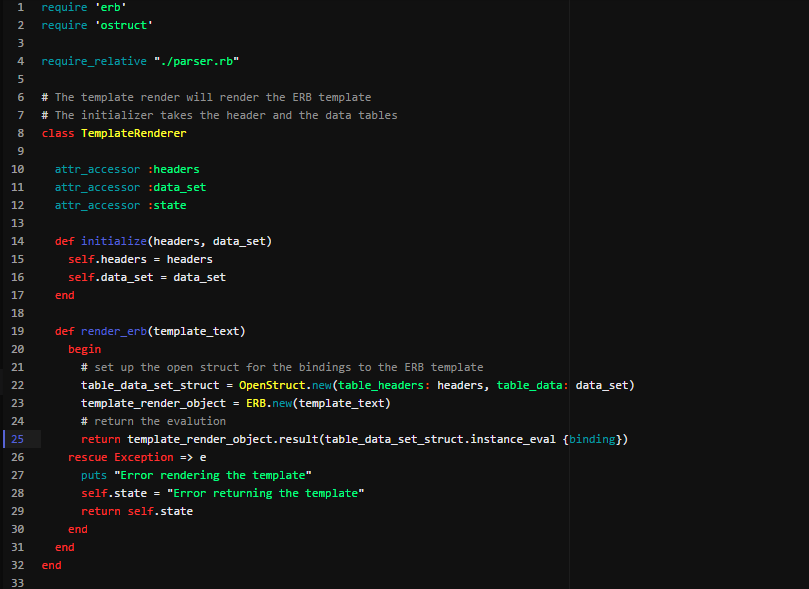 1 require 'erb'
2 require 'ostruct'
3
4 require_relative "./parser.rb"
5
6 # The template render will render the ERB template
7 # The initializer takes the header and the data tables
8 class TemplateRenderer
9
10   attr_accessor :headers
11   attr_accessor :data_set
12   attr_accessor :state
13
14   def initialize(headers, data_set)
15     self.headers = headers
16     self.data_set = data_set
17   end
18
19   def render_erb(template_text)
20     begin
21       # set up the open struct for the bindings to the ERB template
22       table_data_set_struct = OpenStruct.new(table_headers: headers, table_data: data_set)
23       template_render_object = ERB.new(template_text)
24       # return the evalution
25       return template_render_object.result(table_data_set_struct.instance_eval {binding})
26     rescue Exception => e
27       puts "Error rendering the template"
28       self.state = "Error returning the template"
29       return self.state
30     end
31   end
32 end
33